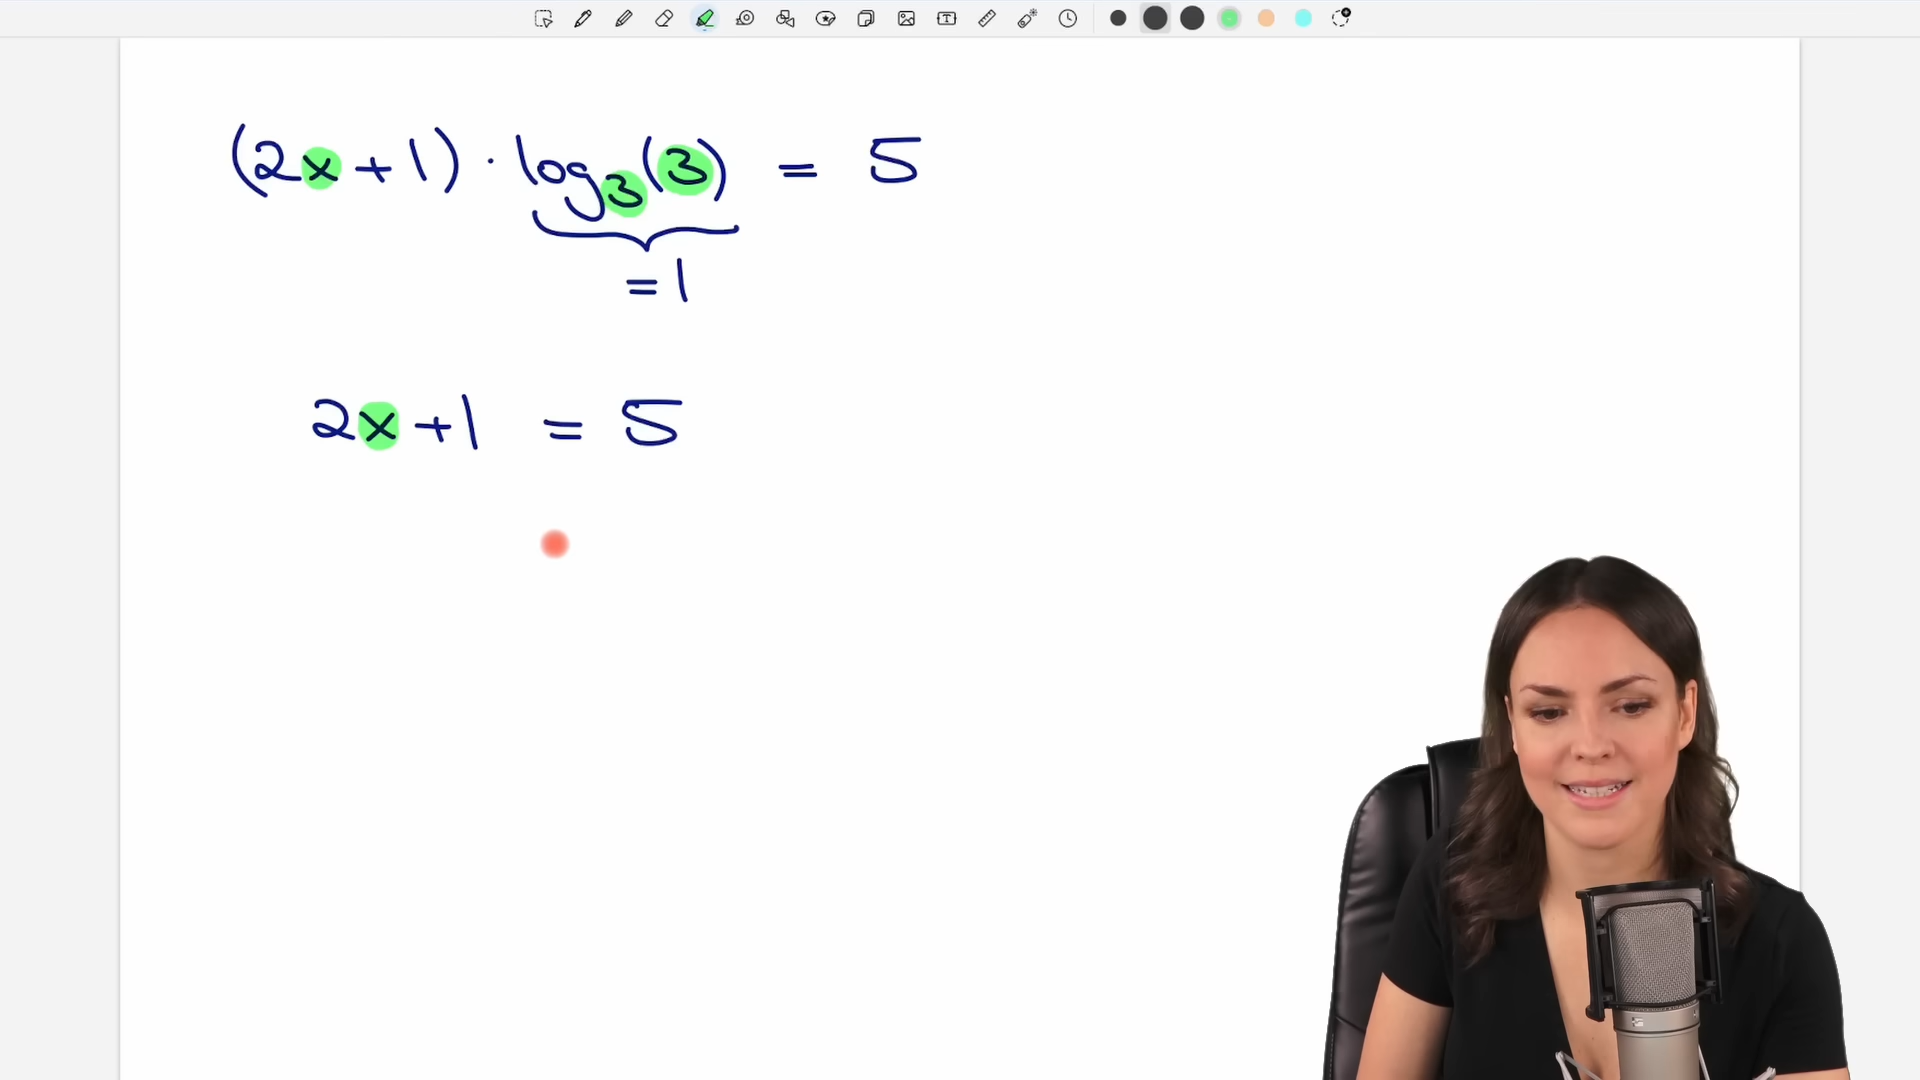 (2x + 1) · log₃(3) = 5
= 1
2x + 1 = 5